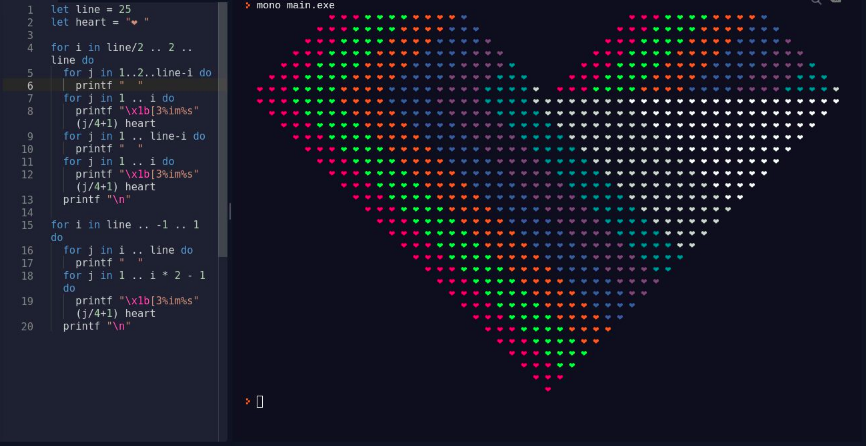 1 let line = 25
2 let heart = "❤ "
3
4 for i in line/2 .. 2 ..
line do
5 for j in 1..2..line-i do
6 printf "  "
7 for j in 1 .. i do
8 printf "\x1b[3%im%s"
(j/4+1) heart
9 for j in 1 .. line-i do
10 printf "  "
11 for j in 1 .. i do
12 printf "\x1b[3%im%s"
(j/4+1) heart
13 printf "\n"
14
15 for i in line .. -1 .. 1
do
16 for j in i .. line do
17 printf "  "
18 for j in 1 .. i * 2 - 1
do
19 printf "\x1b[3%im%s"
(j/4+1) heart
20 printf "\n"
mono main.exe